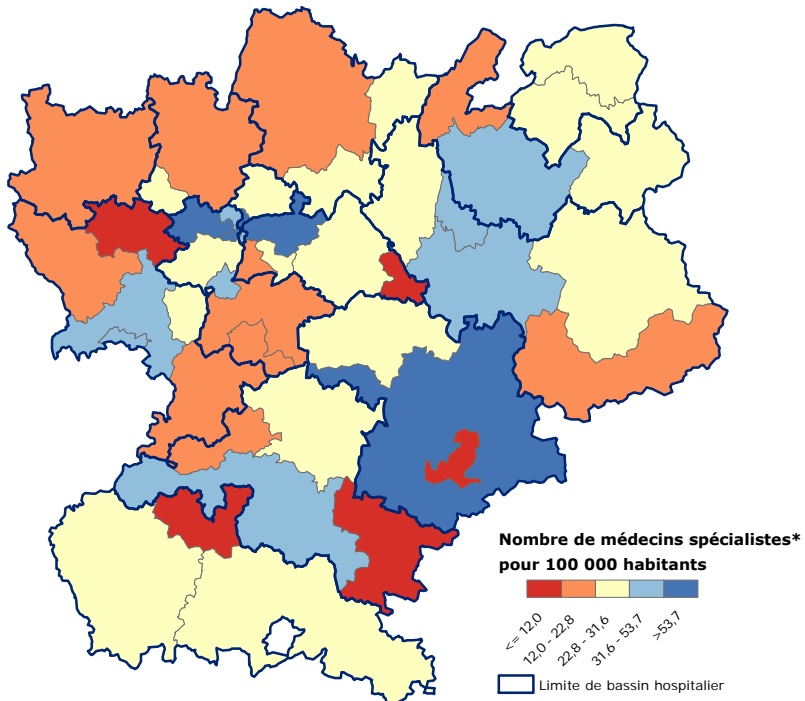 Nombre de médecins spécialistes*
pour 100 000 habitants
<= 12,0
12,0 - 22,8
22,8 - 31,6
31,6 - 53,7
>53,7
Limite de bassin hospitalier